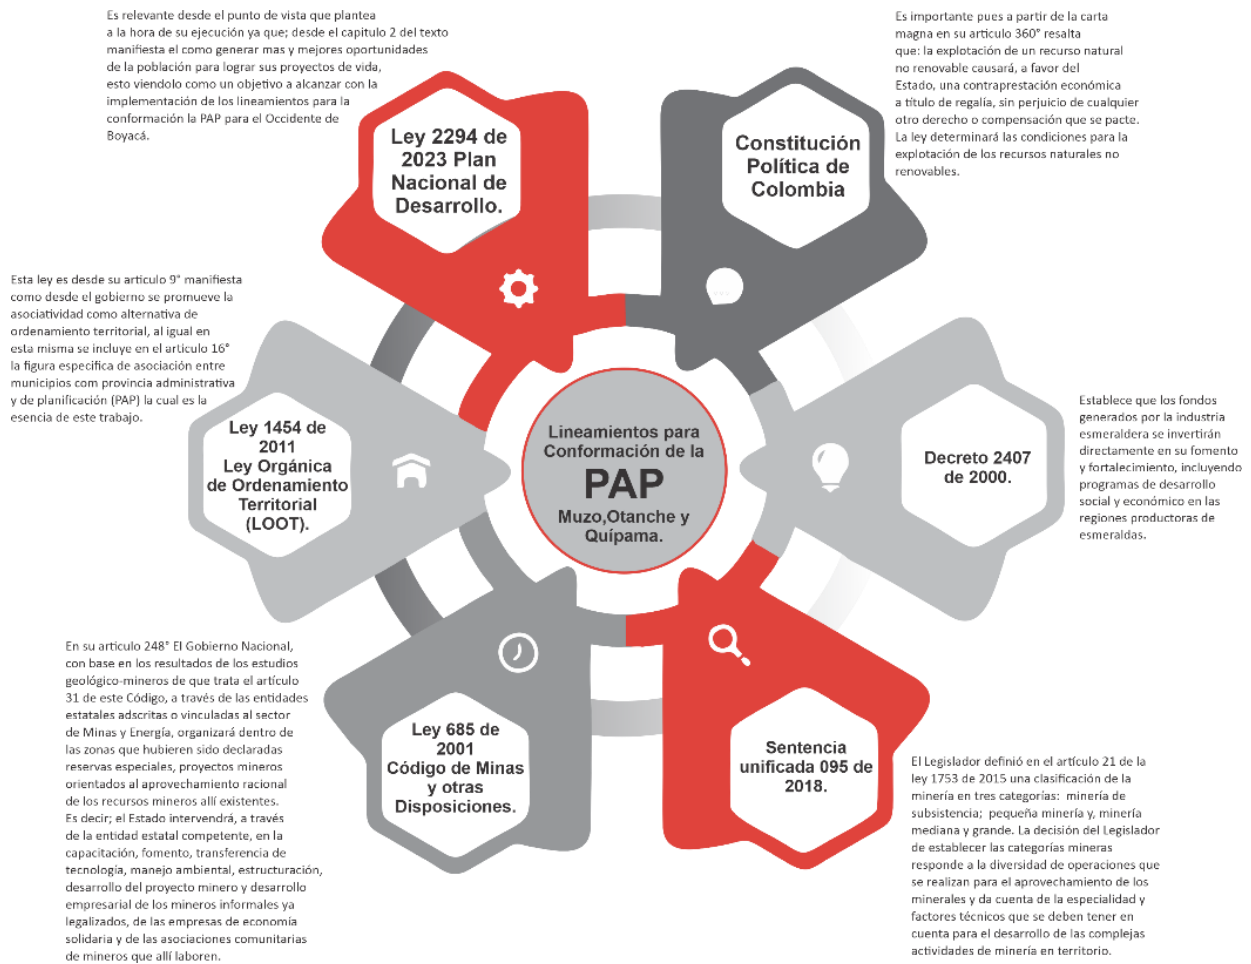 Es relevante desde el punto de vista que plantea
a la hora de su ejecución ya que; desde el capitulo 2 del texto
manifiesta el como generar mas y mejores oportunidades
de la población para lograr sus proyectos de vida,
esto viendolo como un objetivo a alcanzar con la
implementación de los lineamientos para la
conformación la PAP para el Occidente de
Boyacá.
Ley 2294 de
2023 Plan
Nacional de
Desarrollo.
Es importante pues a partir de la carta
magna en su articulo 360° resalta
que: la explotación de un recurso natural
no renovable causará, a favor del
Estado, una contraprestación económica
a título de regalía, sin perjuicio de cualquier
otro derecho o compensación que se pacte.
La ley determinará las condiciones para la
explotación de los recursos naturales no
renovables.
Constitución
Política de
Colombia
Esta ley es desde su articulo 9° manifiesta
como desde el gobierno se promueve la
asociatividad como alternativa de
ordenamiento territorial, al igual en
esta misma se incluye en el articulo 16°
la figura especifica de asociación entre
municipios com provincia administrativa
y de planificación (PAP) la cual es la
esencia de este trabajo.
Ley 1454 de
2011
Ley Orgánica
de Ordenamiento
Territorial
(LOOT).
Lineamientos para
Conformación de la
PAP
Muzo,Otanche y
Quípama.
Decreto 2407
de 2000.
Establece que los fondos
generados por la industria
esmeraldera se invertirán
directamente en su fomento
y fortalecimiento, incluyendo
programas de desarrollo
social y económico en las
regiones productoras de
esmeraldas.
En su articulo 248° El Gobierno Nacional,
con base en los resultados de los estudios
geológico-mineros de que trata el artículo
31 de este Código, a través de las entidades
estatales adscritas o vinculadas al sector
de Minas y Energía, organizará dentro de
las zonas que hubieren sido declaradas
reservas especiales, proyectos mineros
orientados al aprovechamiento racional
de los recursos mineros allí existentes.
Es decir; el Estado intervendrá, a través
de la entidad estatal competente, en la
capacitación, fomento, transferencia de
tecnología, manejo ambiental, estructuración,
desarrollo del proyecto minero y desarrollo
empresarial de los mineros informales ya
legalizados, de las empresas de economía
solidaria y de las asociaciones comunitarias
de mineros que allí laboren.
Ley 685 de
2001
Código de Minas
y otras
Disposiciones.
Sentencia
unificada 095 de
2018.
El Legislador definió en el artículo 21 de la
ley 1753 de 2015 una clasificación de la
minería en tres categorías: minería de
subsistencia; pequeña minería y, minería
mediana y grande. La decisión del Legislador
de establecer las categorías mineras
responde a la diversidad de operaciones que
se realizan para el aprovechamiento de los
minerales y da cuenta de la especialidad y
factores técnicos que se deben tener en
cuenta para el desarrollo de las complejas
actividades de minería en territorio.